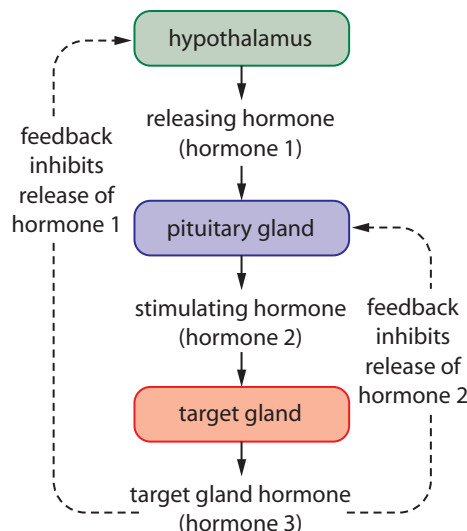 hypothalamus
releasing hormone
(hormone 1)
feedback
inhibits
release of
hormone 1
pituitary gland
stimulating hormone
(hormone 2)
feedback
inhibits
release of
hormone 2
target gland
target gland hormone
(hormone 3)